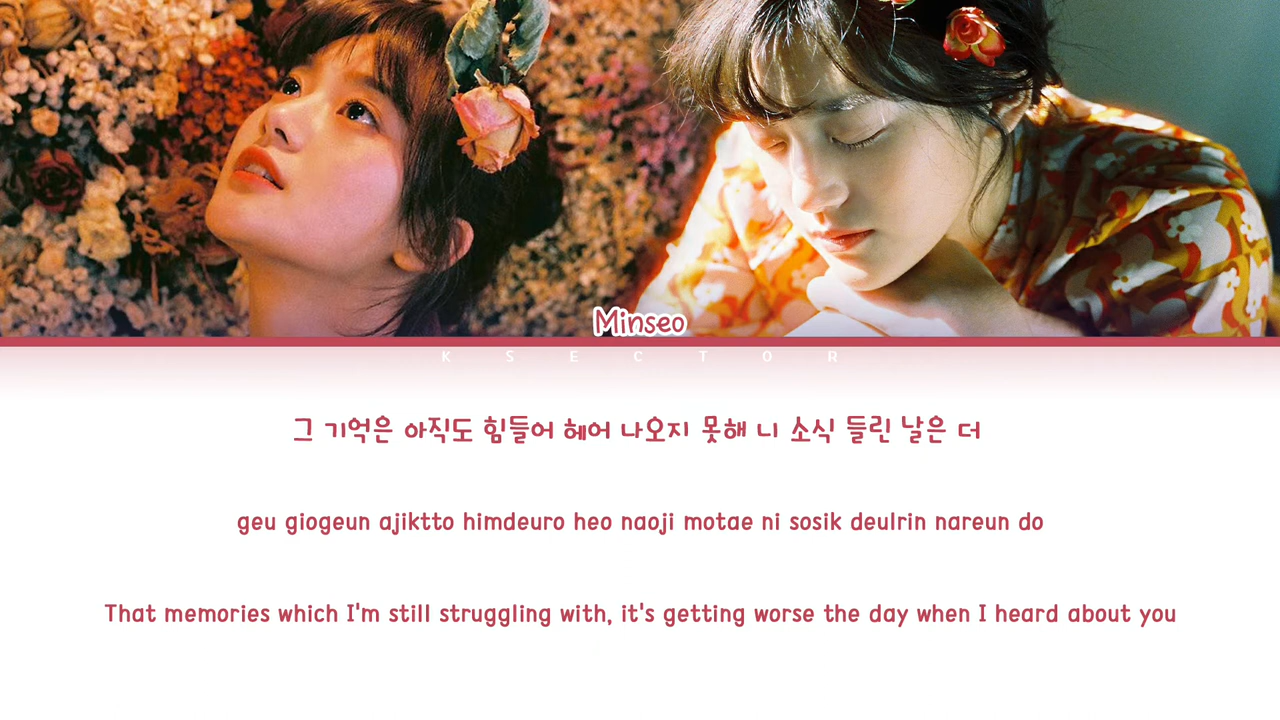 Minseo
K S E C T O R
그 기억은 아직도 힘들어 헤어 나오지 못해 니 소식 들린 날은 더
geu giogeun ajiktto himdeuro heo naoji motae ni sosik deulrin nareun do
That memories which I'm still struggling with, it's getting worse the day when I heard about you